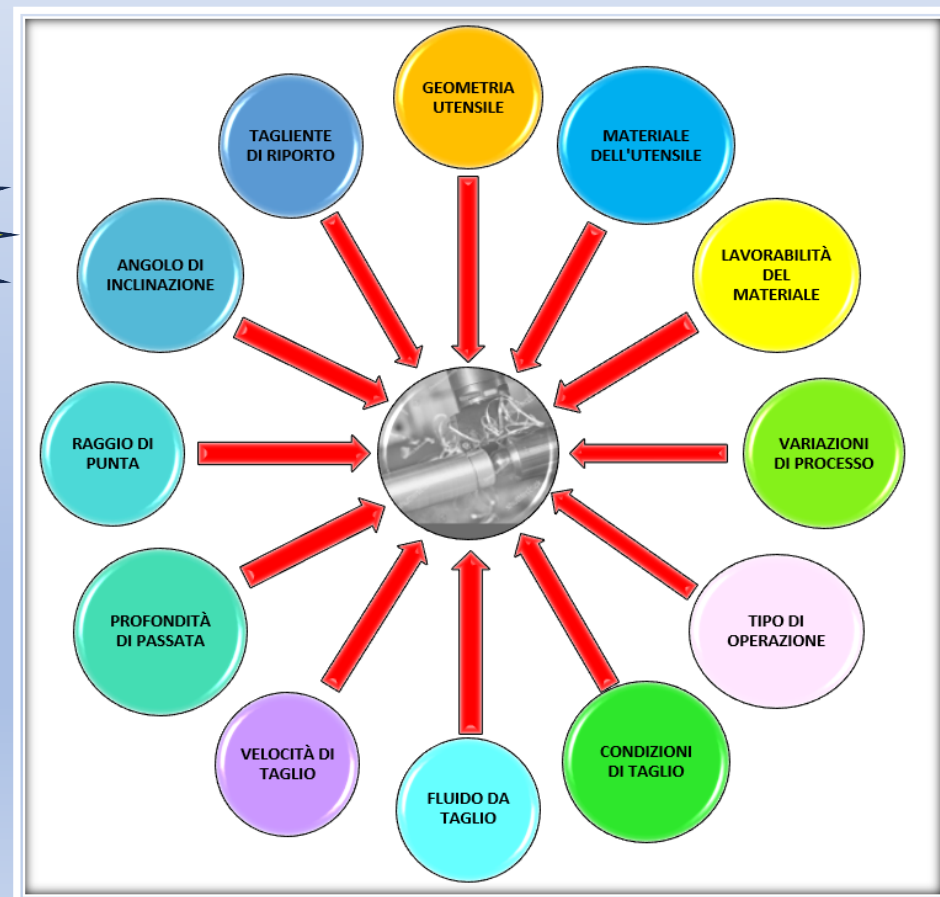 GEOMETRIA
UTENSILE
MATERIALE
DELL'UTENSILE
LAVORABILITÀ
DEL
MATERIALE
VARIAZIONI
DI PROCESSO
TIPO DI
OPERAZIONE
CONDIZIONI
DI TAGLIO
FLUIDO DA
TAGLIO
VELOCITÀ DI
TAGLIO
PROFONDITÀ
DI PASSATA
RAGGIO DI
PUNTA
ANGOLO DI
INCLINAZIONE
TAGLIENTE
DI RIPORTO